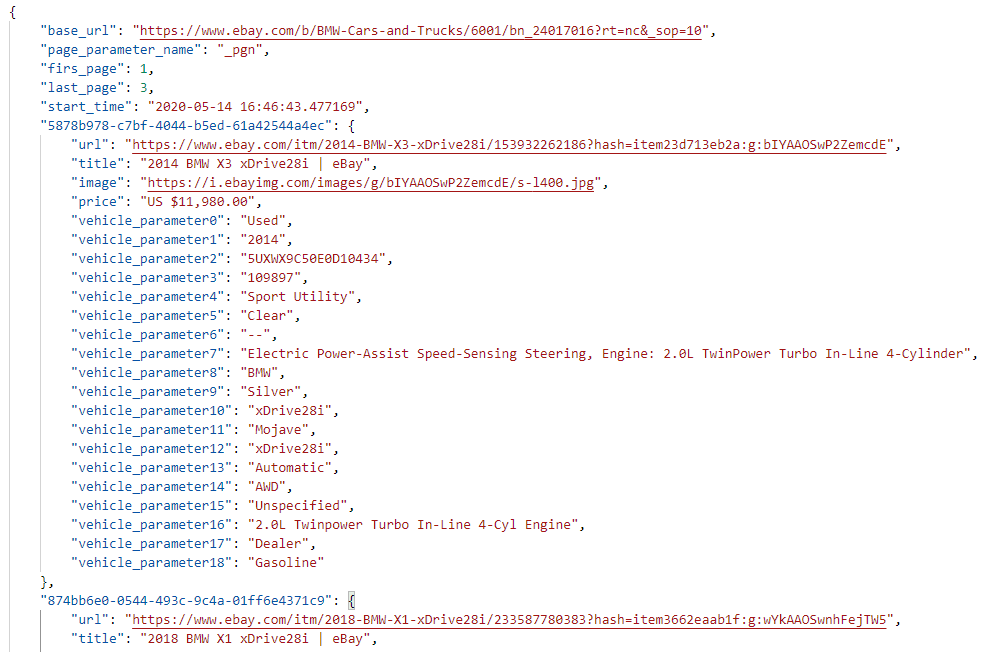 {
"base_url": "https://www.ebay.com/b/BMW-Cars-and-Trucks/6001/bn_24017016?rt=nc&_sop=10",
"page_parameter_name": "_pgn",
"firs_page": 1,
"last_page": 3,
"start_time": "2020-05-14 16:46:43.477169",
"5878b978-c7bf-4044-b5ed-61a42544a4ec": {
"url": "https://www.ebay.com/itm/2014-BMW-X3-xDrive28i/153932262186?hash=item23d713eb2a:g:bIYAAOSwP2ZemcdE",
"title": "2014 BMW X3 xDrive28i | eBay",
"image": "https://i.ebayimg.com/images/g/bIYAAOSwP2ZemcdE/s-l400.jpg",
"price": "US $11,980.00",
"vehicle_parameter0": "Used",
"vehicle_parameter1": "2014",
"vehicle_parameter2": "5UXWX9C50E0D10434",
"vehicle_parameter3": "109897",
"vehicle_parameter4": "Sport Utility",
"vehicle_parameter5": "Clear",
"vehicle_parameter6": "--",
"vehicle_parameter7": "Electric Power-Assist Speed-Sensing Steering, Engine: 2.0L TwinPower Turbo In-Line 4-Cylinder",
"vehicle_parameter8": "BMW",
"vehicle_parameter9": "Silver",
"vehicle_parameter10": "xDrive28i",
"vehicle_parameter11": "Mojave",
"vehicle_parameter12": "xDrive28i",
"vehicle_parameter13": "Automatic",
"vehicle_parameter14": "AWD",
"vehicle_parameter15": "Unspecified",
"vehicle_parameter16": "2.0L Twinpower Turbo In-Line 4-Cyl Engine",
"vehicle_parameter17": "Dealer",
"vehicle_parameter18": "Gasoline"
},
"874bb6e0-0544-493c-9c4a-01ff6e4371c9": {
"url": "https://www.ebay.com/itm/2018-BMW-X1-xDrive28i/233587780383?hash=item3662eaab1f:g:wYkAAOSwnhFejTW5",
"title": "2018 BMW X1 xDrive28i | eBay",